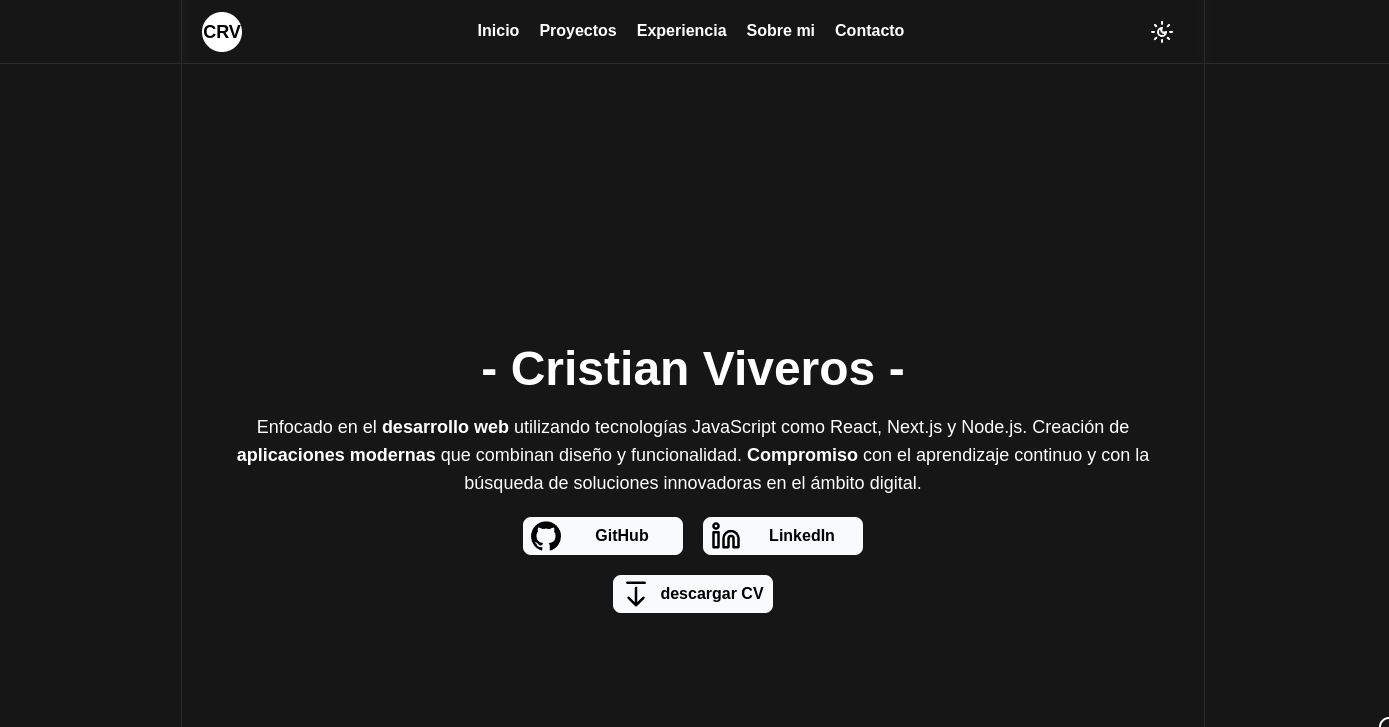 CRV
Inicio Proyectos Experiencia Sobre mi Contacto
- Cristian Viveros -
Enfocado en el desarrollo web utilizando tecnologías JavaScript como React, Next.js y Node.js. Creación de
aplicaciones modernas que combinan diseño y funcionalidad. Compromiso con el aprendizaje continuo y con la
búsqueda de soluciones innovadoras en el ámbito digital.
GitHub LinkedIn
descargar CV